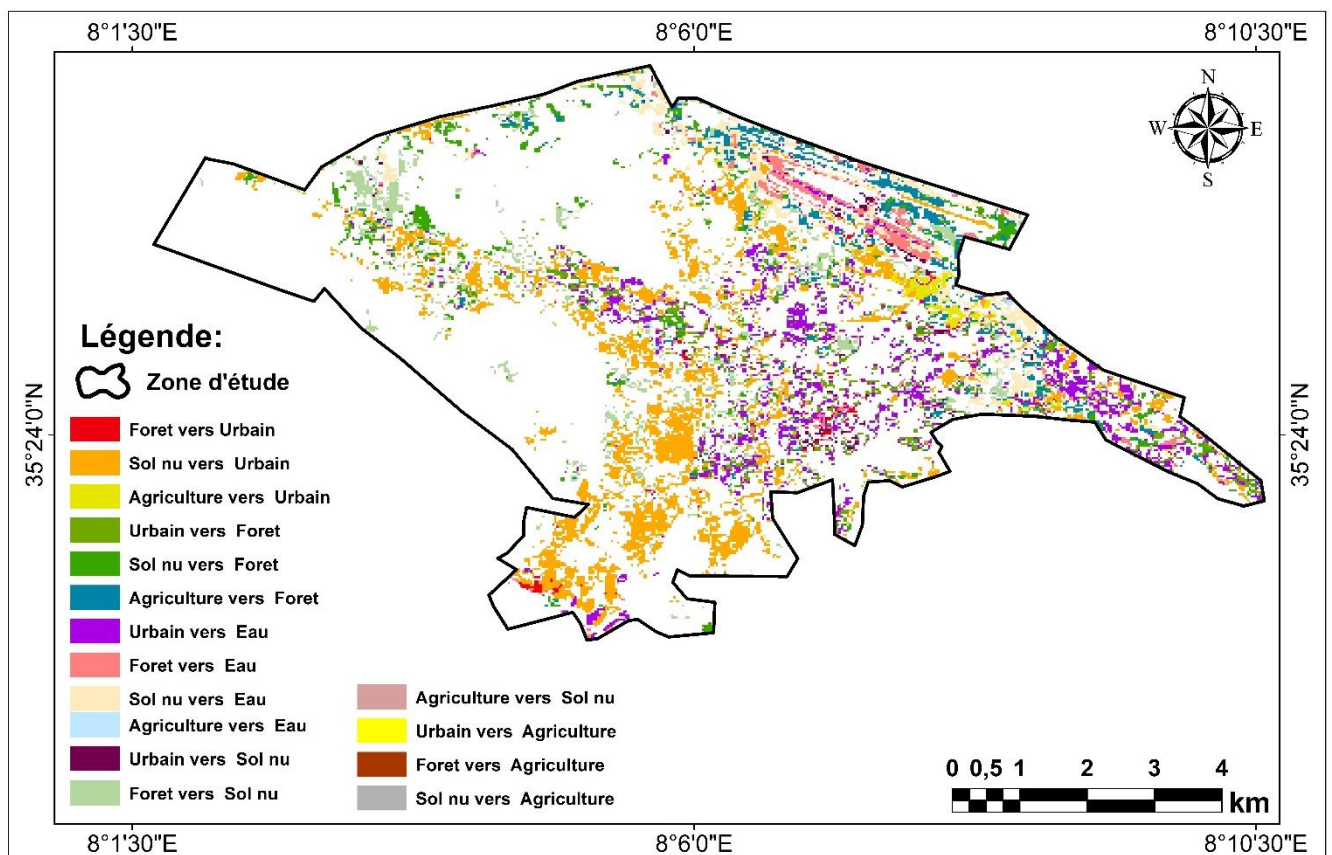 8°1'30"E 8°6'0"E 8°10'30"E
N
W E
S
35°24'0"N 35°24'0"N
Légende:
Zone d'étude
Foret vers Urbain
Sol nu vers Urbain
Agriculture vers Urbain
Urbain vers Foret
Sol nu vers Foret
Agriculture vers Foret
Urbain vers Eau
Foret vers Eau
Sol nu vers Eau
Agriculture vers Eau
Urbain vers Sol nu
Foret vers Sol nu
Agriculture vers Sol nu
Urbain vers Agriculture
Foret vers Agriculture
Sol nu vers Agriculture
0 0,5 1 2 3 4
km
8°1'30"E 8°6'0"E 8°10'30"E